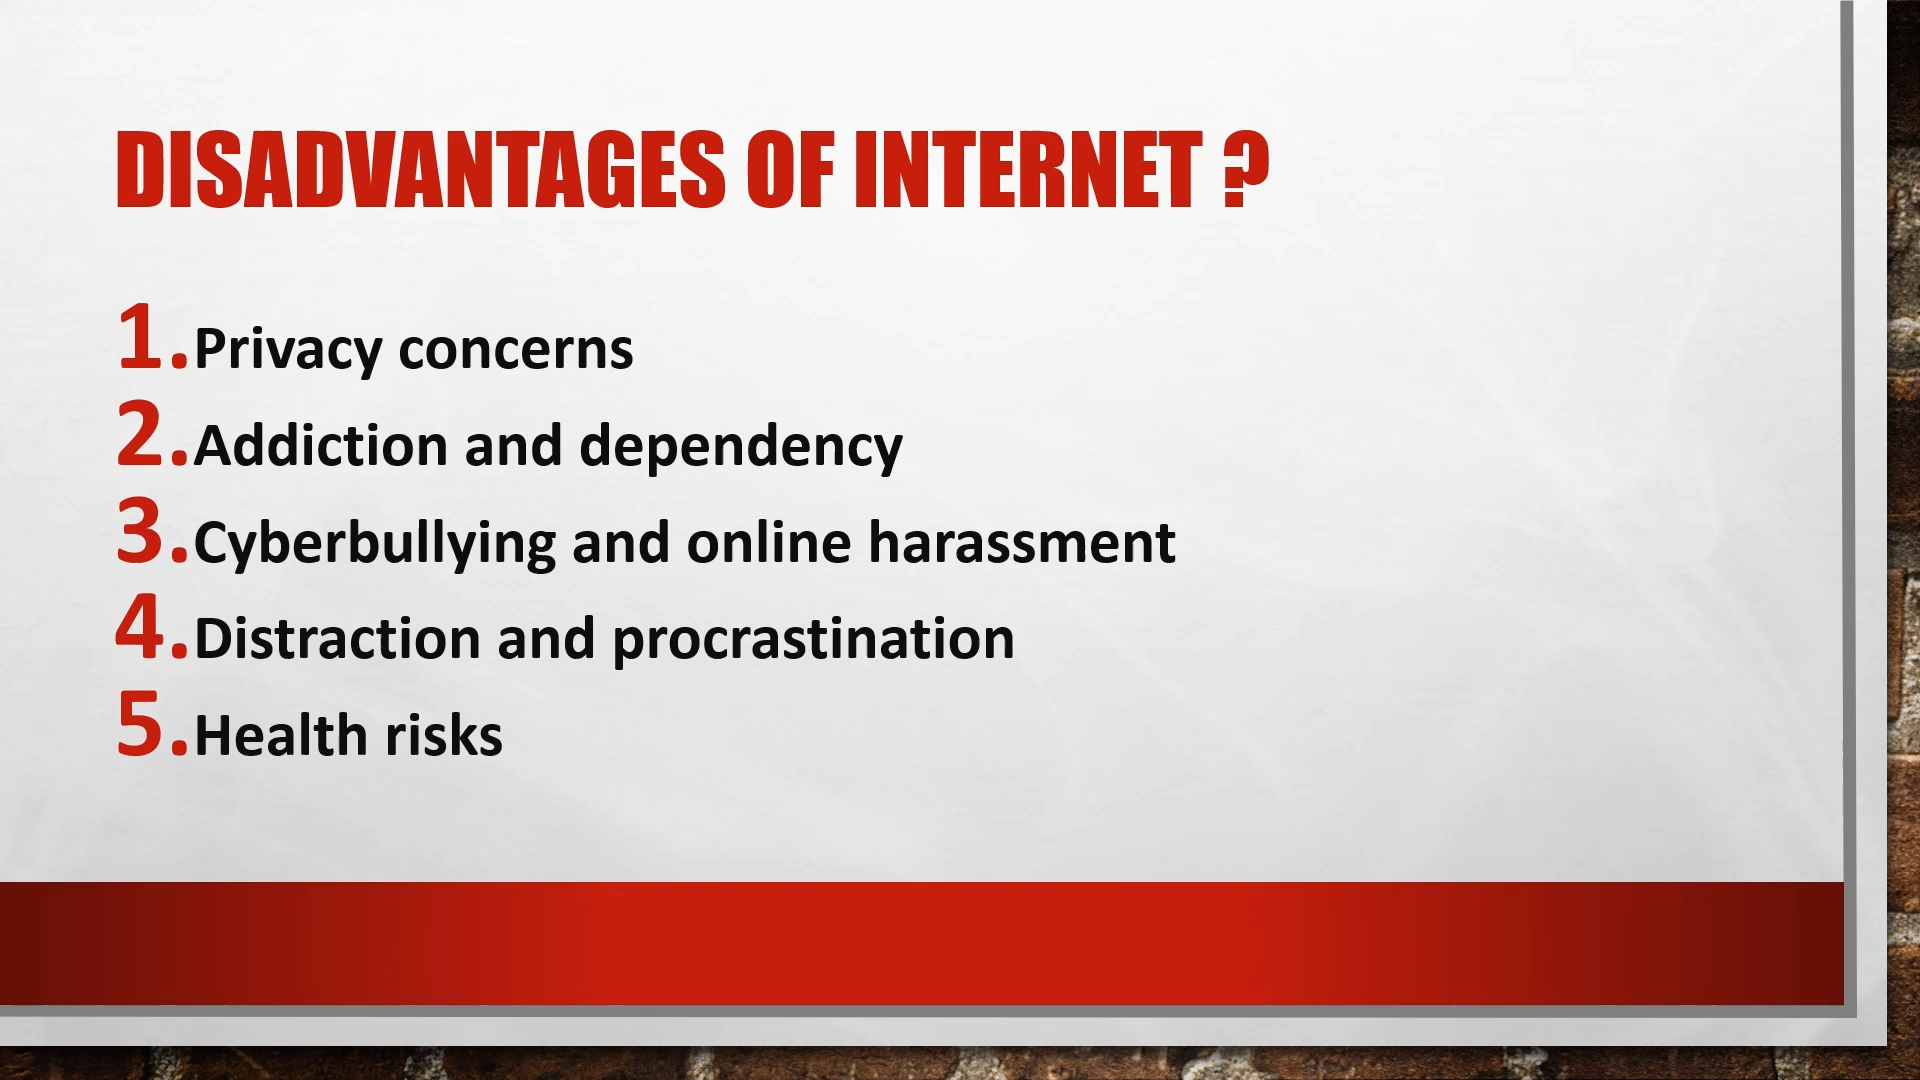 DISADVANTAGES OF INTERNET ?
1.Privacy concerns
2.Addiction and dependency
3.Cyberbullying and online harassment
4.Distraction and procrastination
5.Health risks